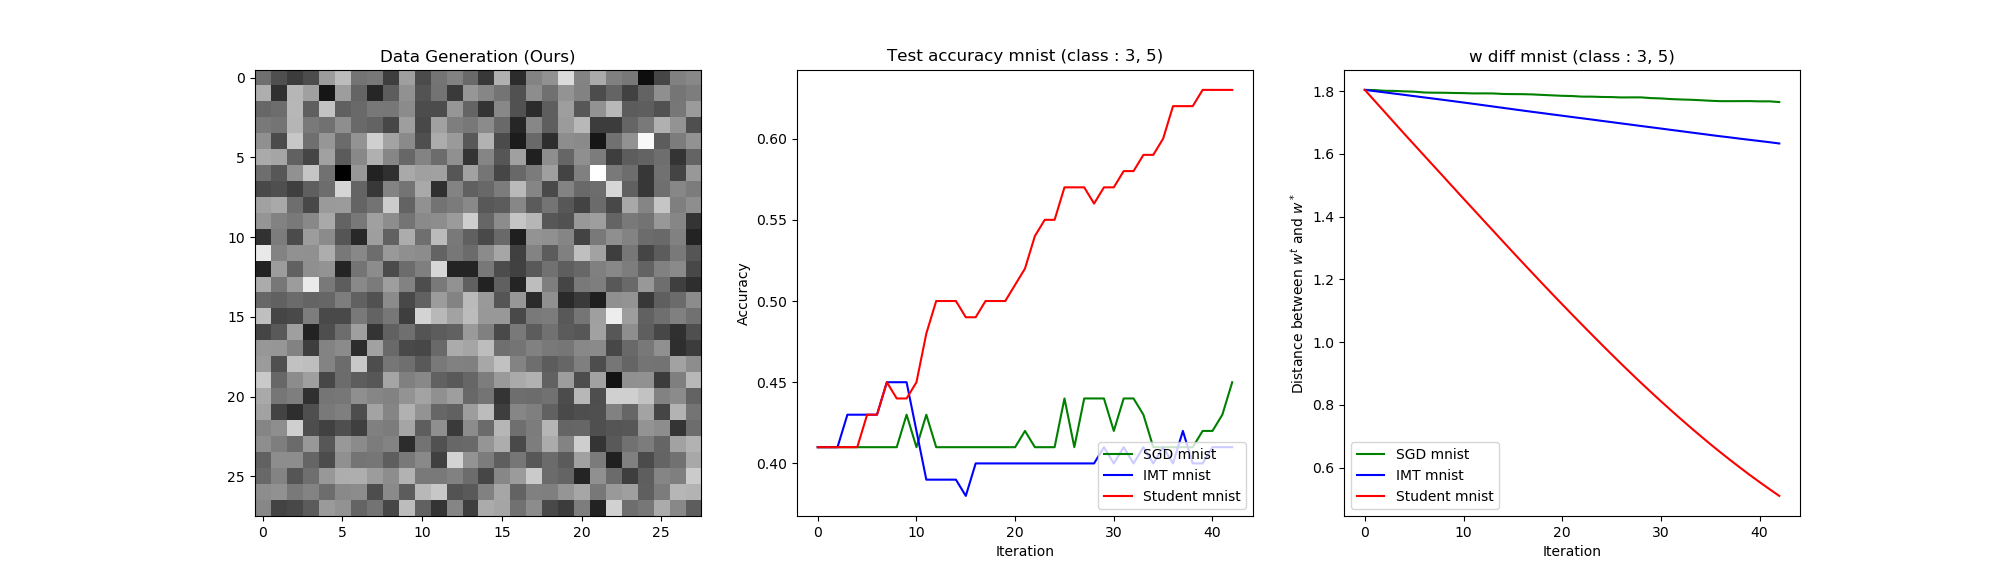 Data Generation (Ours)
0
5
10
15
20
25
0
5
10
15
20
25
Test accuracy mnist (class : 3, 5)
Accuracy
0.60
0.55
0.50
0.45
0.40
0
10
20
30
40
Iteration
SGD mnist
IMT mnist
Student mnist
w diff mnist (class : 3, 5)
Distance between w^t and w^*
1.8
1.6
1.4
1.2
1.0
0.8
0.6
0
10
20
30
40
Iteration
SGD mnist
IMT mnist
Student mnist